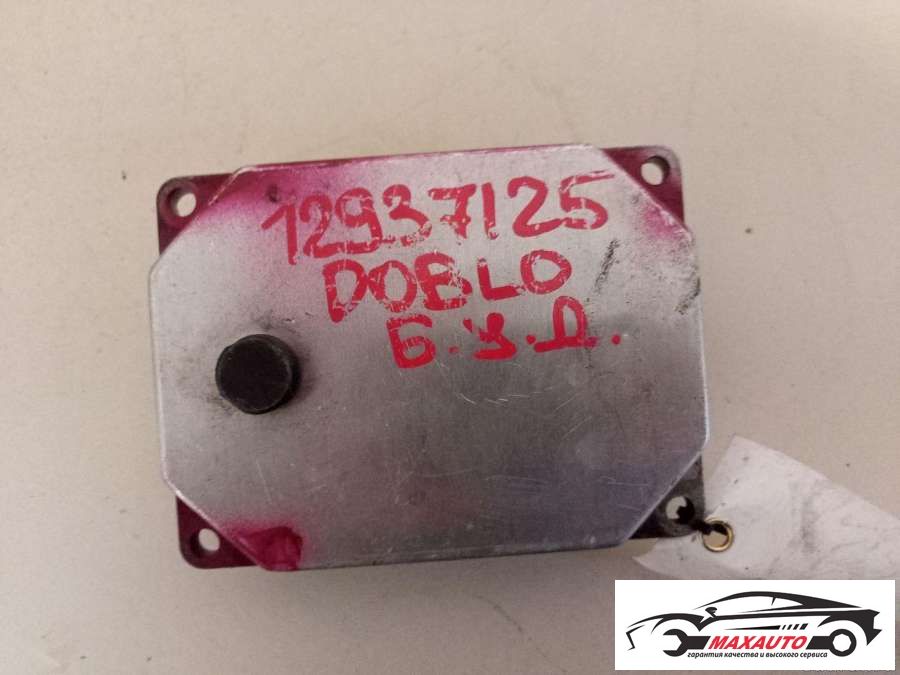 12937125
DOBLO
Б.У.Д.
MAXAUTO
гарантия качества и высокого сервиса